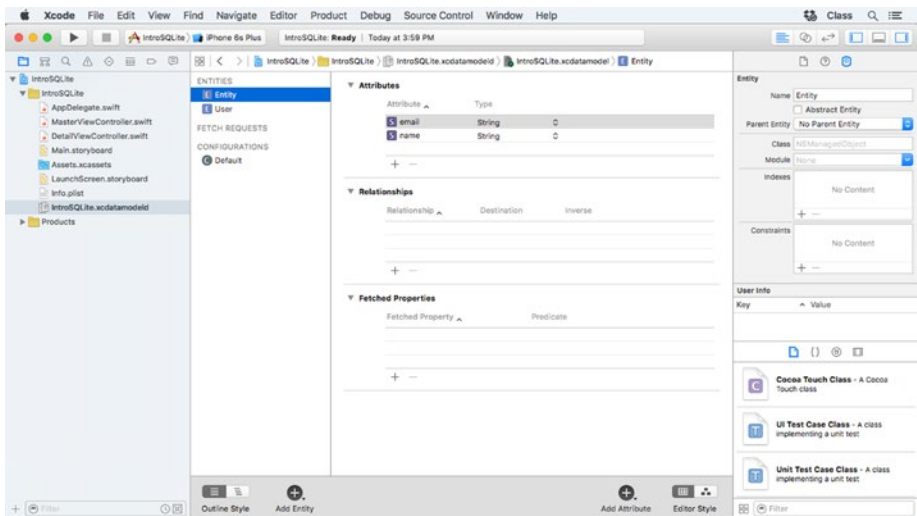 Xcode File Edit View Find Navigate Editor Product Debug Source Control Window Help Class
IntroSQLite iPhone 6s Plus IntroSQLite: Ready | Today at 3:59 PM
IntroSQLite IntroSQLite IntroSQLite.xcdatamodeld IntroSQLite.xcdatamodel Entity
IntroSQLite
IntroSQLite
AppDelegate.swift
MasterViewController.swift
DetailViewController.swift
Main.storyboard
Assets.xcassets
LaunchScreen.storyboard
Info.plist
IntroSQLite.xcdatamodeld
Products
Filter
ENTITIES
E Entity
E User
FETCH REQUESTS
CONFIGURATIONS
C Default
Outline Style Add Entity
Attributes
Attribute Type
S email String
S name String
+ −
Relationships
Relationship Destination Inverse
+ −
Fetched Properties
Fetched Property Predicate
+ −
Add Attribute Editor Style
Entity
Name Entity
Abstract Entity
Parent Entity No Parent Entity
Class NSManagedObject
Module None
Indexes
No Content
+ −
Constraints
No Content
+ −
User Info
Key Value
{ }
C Cocoa Touch Class - A Cocoa
Touch class
T UI Test Case Class - A class
implementing a unit test
T Unit Test Case Class - A class
implementing a unit test
Filter